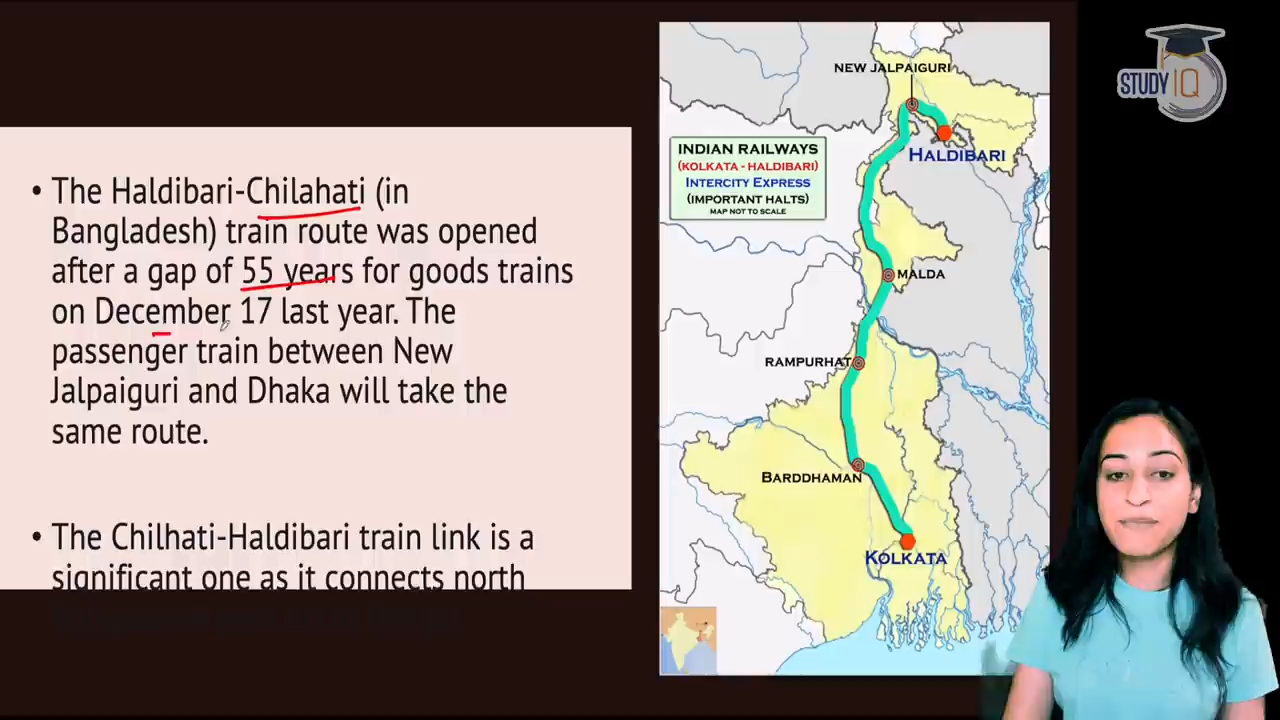 • The Haldibari-Chilahati (in
Bangladesh) train route was opened
after a gap of 55 years for goods trains
on December 17 last year. The
passenger train between New
Jalpaiguri and Dhaka will take the
same route.
• The Chilhati-Haldibari train link is a
significant one as it connects north
NEW JALPAIGURI
HALDIBARI
INDIAN RAILWAYS
(KOLKATA - HALDIBARI)
INTERCITY EXPRESS
(IMPORTANT HALTS)
MAP NOT TO SCALE
MALDA
RAMPURHAT
BARDDHAMAN
KOLKATA
STUDY IQ